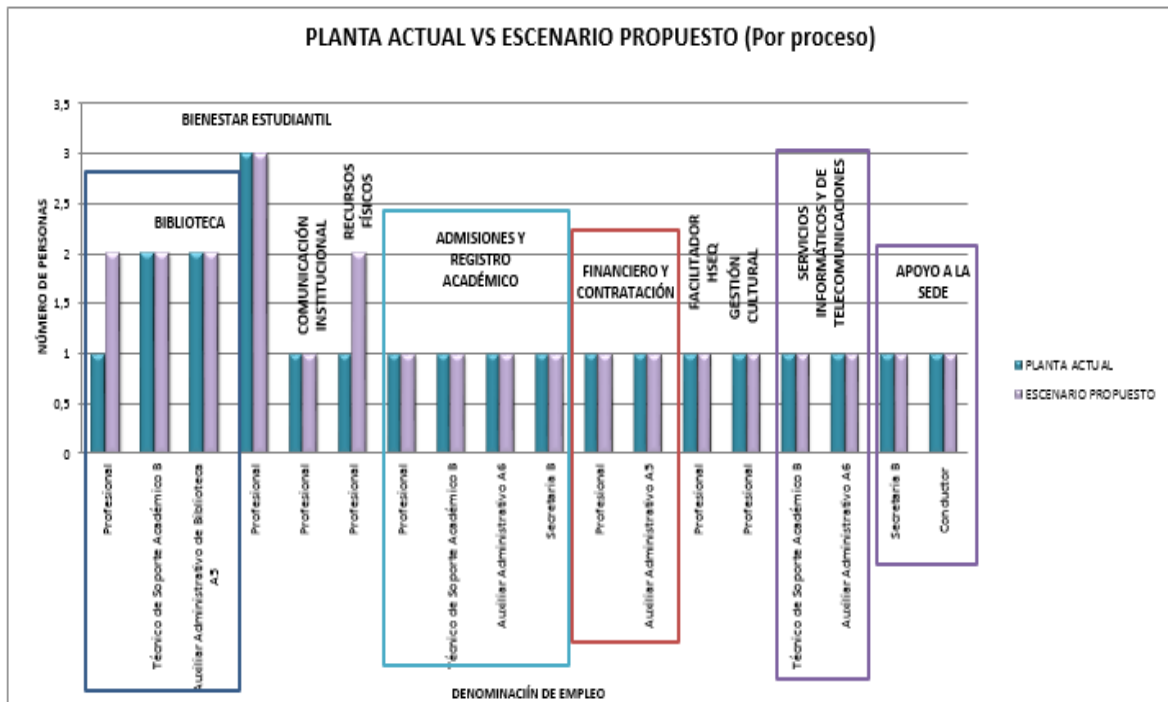 PLANTA ACTUAL VS ESCENARIO PROPUESTO (Por proceso)
NÚMERO DE PERSONAS
3,5
3
2,5
2
1,5
1
0,5
0
BIENESTAR ESTUDIANTIL
BIBLIOTECA
COMUNICACIÓN
INSTITUCIONAL
RECURSOS
FÍSICOS
ADMISIONES Y
REGISTRO
ACADÉMICO
FINANCIERO Y
CONTRATACIÓN
FACILITADOR
HSEQ
GESTIÓN
CULTURAL
SERVICIOS
INFORMÁTICOS Y DE
TELECOMUNICACIONES
APOYO A LA
SEDE
PLANTA ACTUAL
ESCENARIO PROPUESTO
Profesional
Técnico de Soporte Académico B
Auxiliar Administrativo de Biblioteca
A5
Profesional
Profesional
Profesional
Profesional
Técnico de Soporte Académico B
Auxiliar Administrativo A6
Secretaria B
Profesional
Auxiliar Administrativo A5
Profesional
Profesional
Técnico de Soporte Académico B
Auxiliar Administrativo A6
Secretaria B
Conductor
DENOMINACIÍN DE EMPLEO